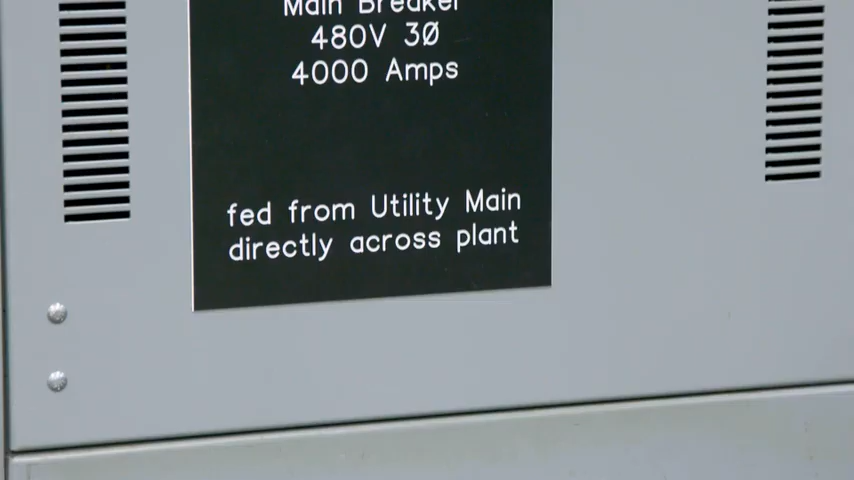 Main Breaker
480V 3Ø
4000 Amps
fed from Utility Main
directly across plant